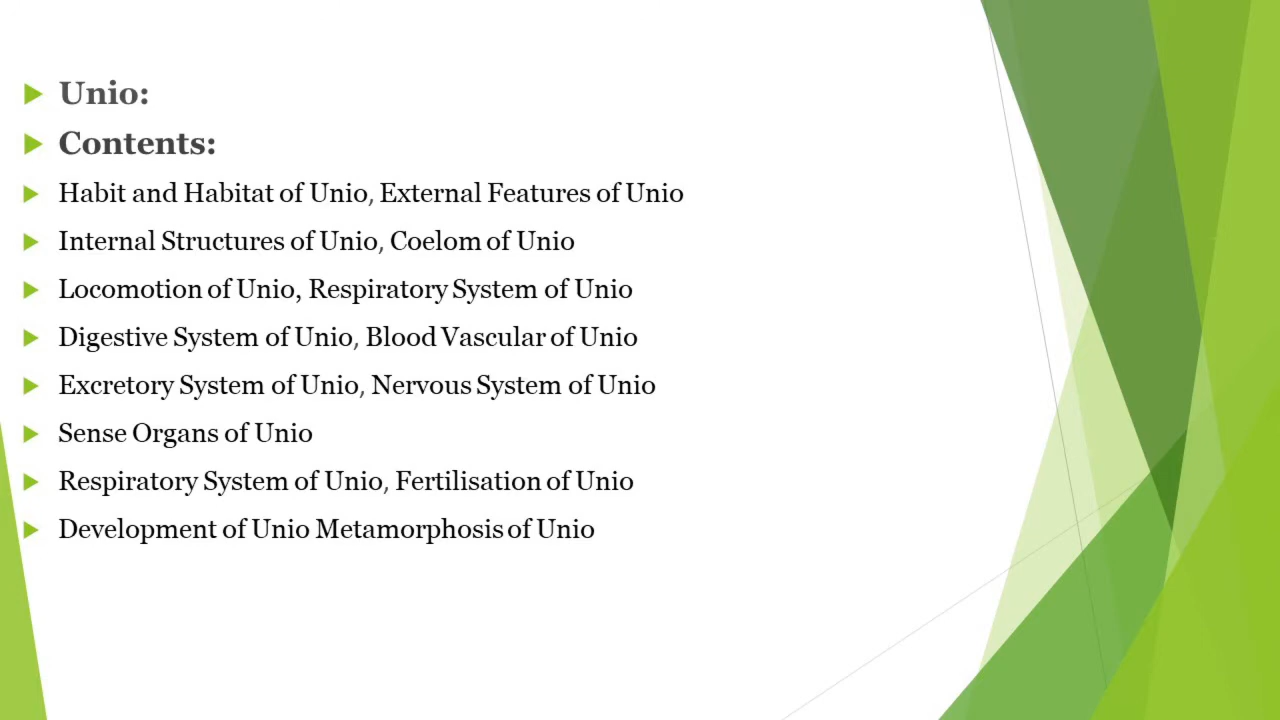 Unio:
Contents:
Habit and Habitat of Unio, External Features of Unio
Internal Structures of Unio, Coelom of Unio
Locomotion of Unio, Respiratory System of Unio
Digestive System of Unio, Blood Vascular of Unio
Excretory System of Unio, Nervous System of Unio
Sense Organs of Unio
Respiratory System of Unio, Fertilisation of Unio
Development of Unio Metamorphosis of Unio